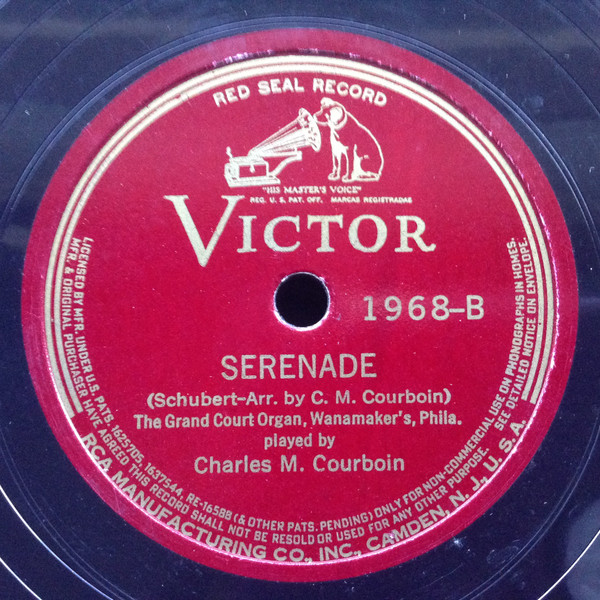 RED SEAL RECORD
"HIS MASTER'S VOICE"
REG. U. S. PAT. OFF. MARCAS REGISTRADAS
VICTOR
1968-B
SERENADE
(Schubert-Arr. by C. M. Courboin)
The Grand Court Organ, Wanamaker's, Phila.
played by
Charles M. Courboin
LICENSED BY MFR. UNDER U.S. PATS. 1625705, 1637544, RE-16588 (& OTHER PATS. PENDING) ONLY FOR NON-COMMERCIAL USE ON PHONOGRAPHS IN HOMES.
MFR. & ORIGINAL PURCHASER HAVE AGREED THIS RECORD SHALL NOT BE RESOLD OR USED FOR ANY OTHER PURPOSE. SEE DETAILED NOTICE ON ENVELOPE.
RCA MANUFACTURING CO., INC., CAMDEN, N. J., U. S. A.